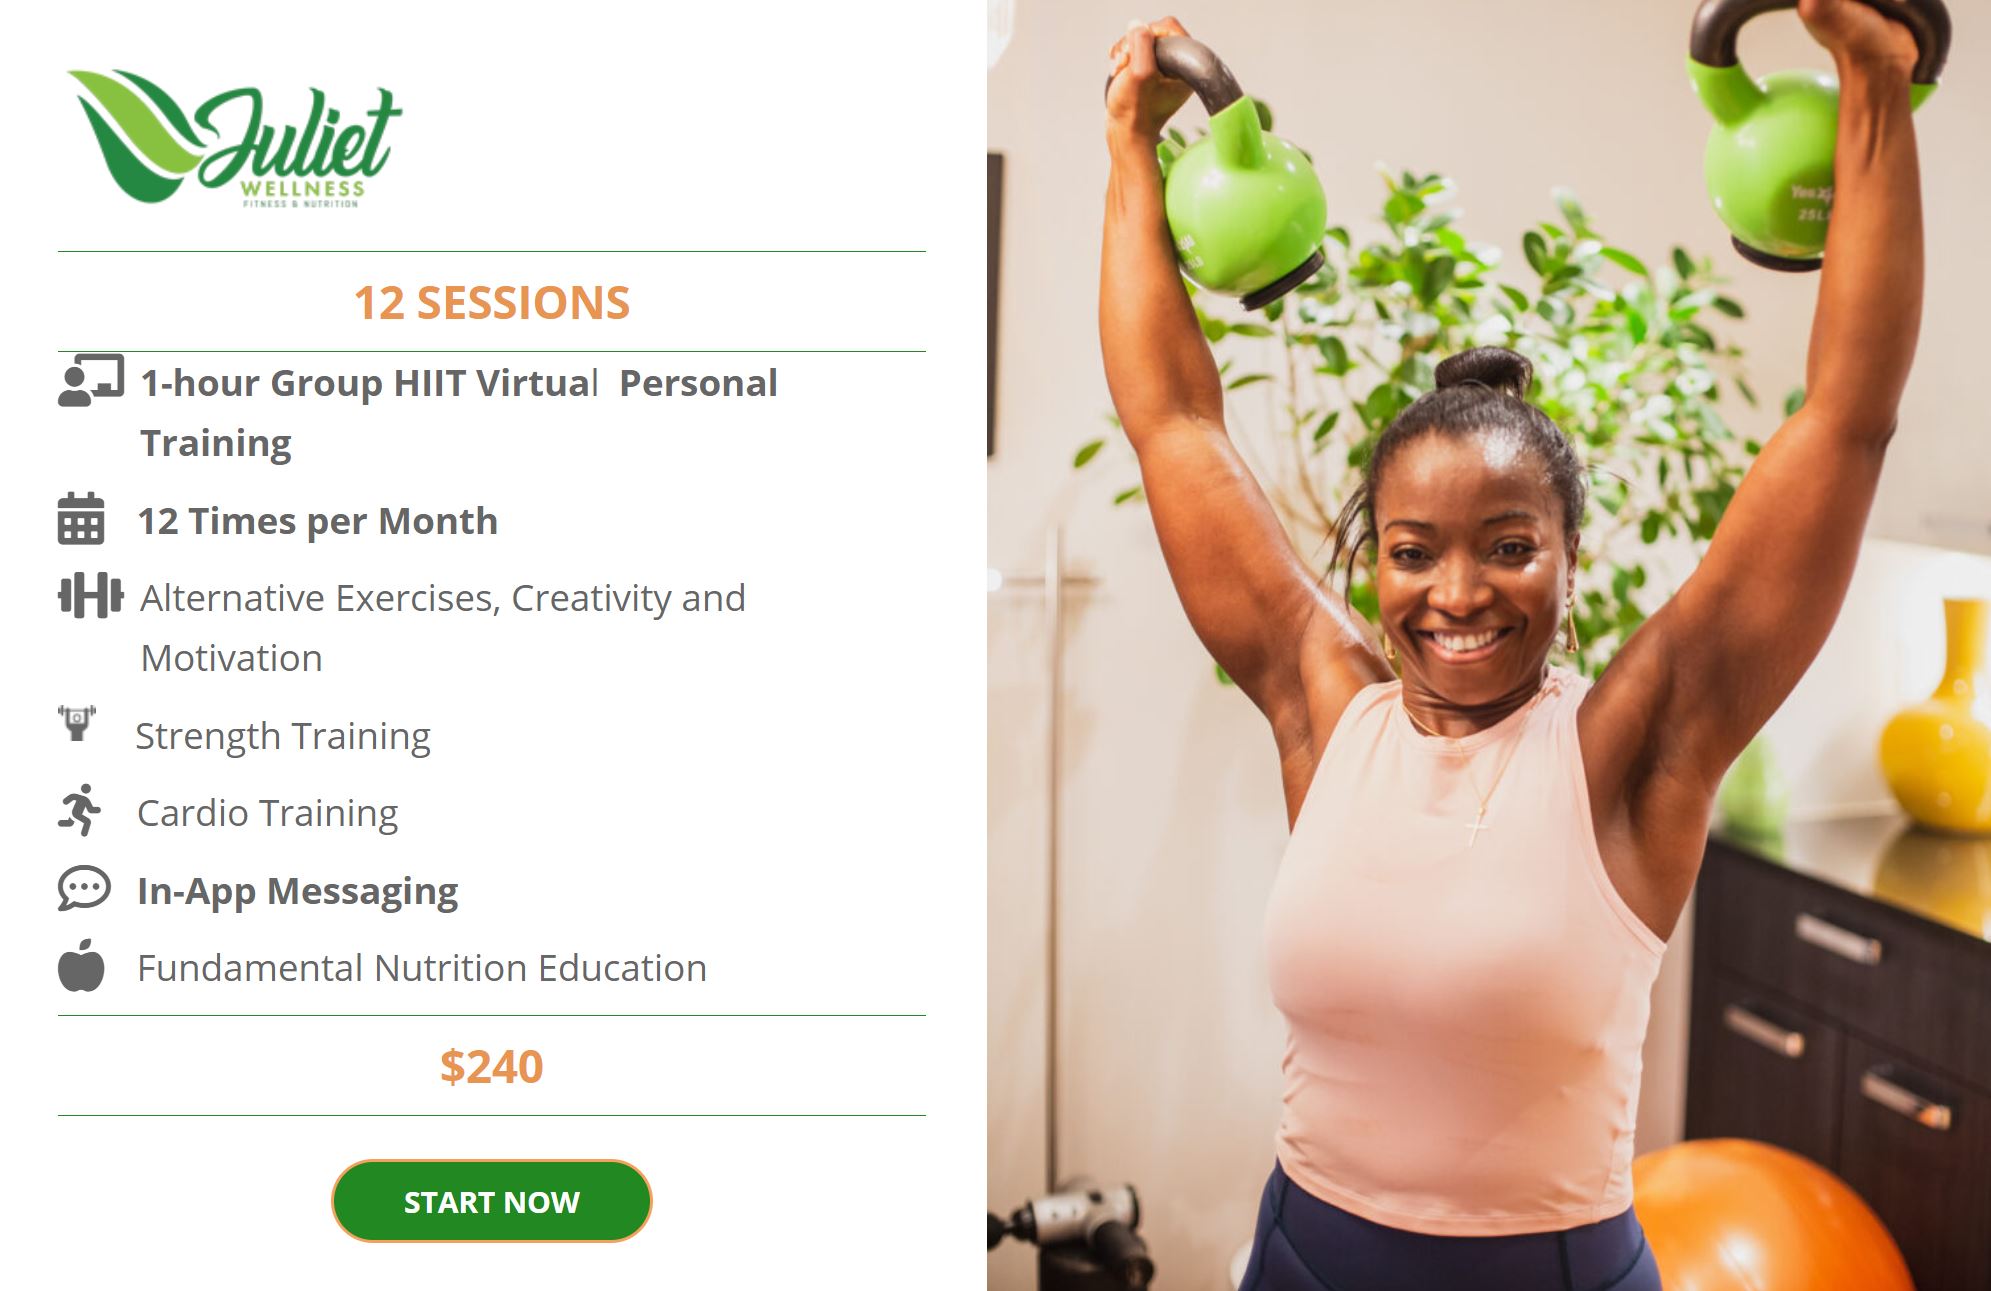 Juliet
WELLNESS
FITNESS & NUTRITION
12 SESSIONS
1-hour Group HIIT Virtual Personal
Training
12 Times per Month
Alternative Exercises, Creativity and
Motivation
Strength Training
Cardio Training
In-App Messaging
Fundamental Nutrition Education
$240
START NOW